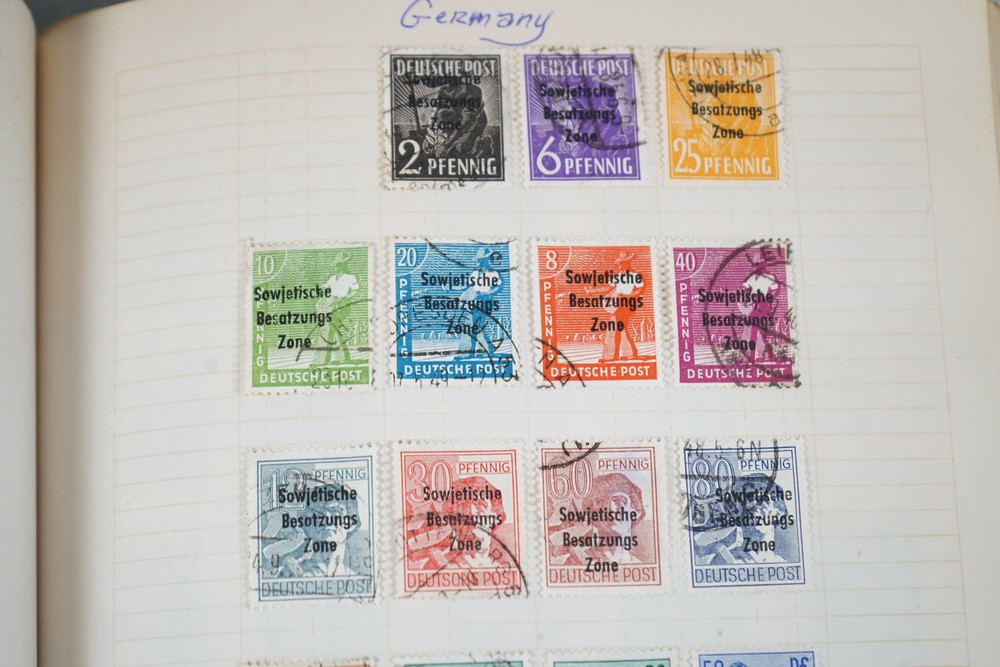 Germany
DEUTSCHE POST
Sowjetische
Besatzungs
Zone
2 PFENNIG
DEUTSCHE POST
Sowjetische
Besatzungs
Zone
6 PFENNIG
DEUTSCHE POST
Sowjetische
Besatzungs
Zone
25 PFENNIG
10
PFENNIG
Sowjetische
Besatzungs
Zone
DEUTSCHE POST
20
PFENNIG
Sowjetische
Besatzungs
Zone
DEUTSCHE POST
8
PFENNIG
Sowjetische
Besatzungs
Zone
DEUTSCHE POST
40
PFENNIG
Sowjetische
Besatzungs
Zone
DEUTSCHE POST
12 PFENNIG
Sowjetische
Besatzungs
Zone
DEUTSCHE POST
30 PFENNIG
Sowjetische
Besatzungs
Zone
DEUTSCHE POST
60 PFENNIG
Sowjetische
Besatzungs
Zone
DEUTSCHE POST
80 PFENNIG
Sowjetische
Besatzungs
Zone
DEUTSCHE POST